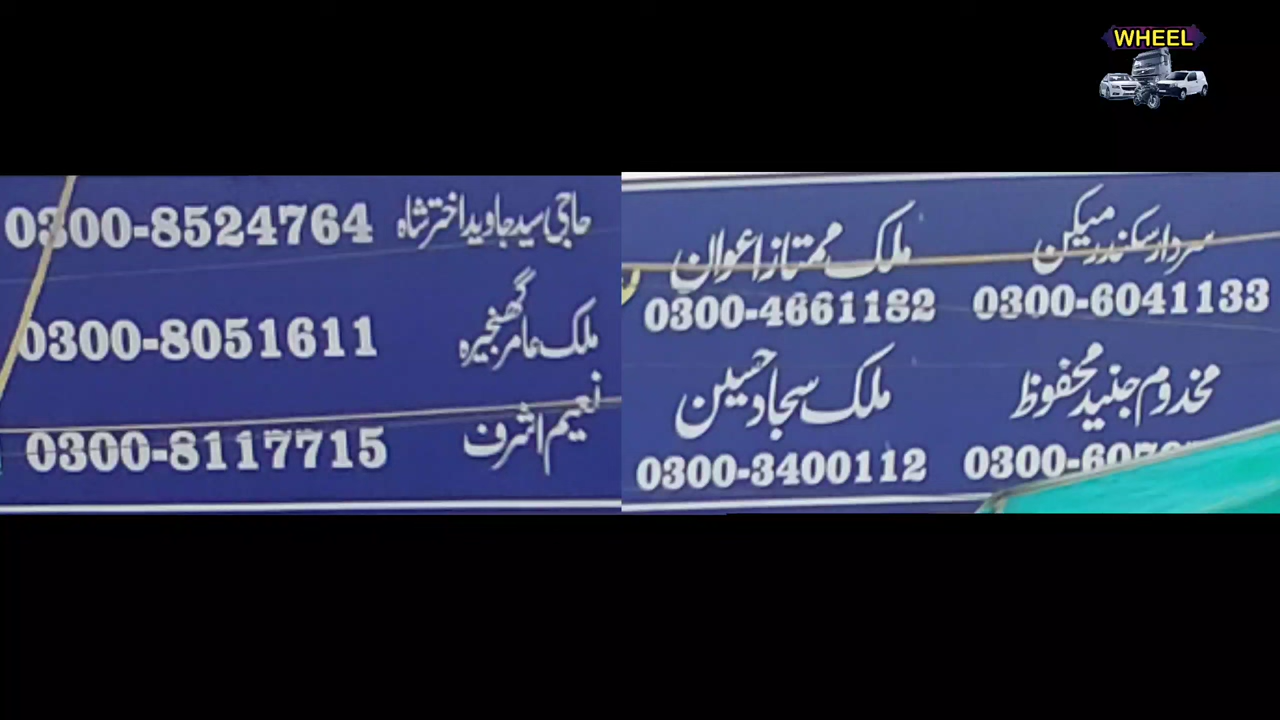 WHEEL
0300-8524764 حاجی سید جاوید اختر شاہ
0300-8051611 ملک عامر گھنجیرہ
0300-8117715 نعیم اشرف
سردار سکندر میکن
0300-6041133
ملک ممتاز اعوان
0300-4661182
مخدوم جنید محفوظ
ملک سجاد حسین
0300-3400112